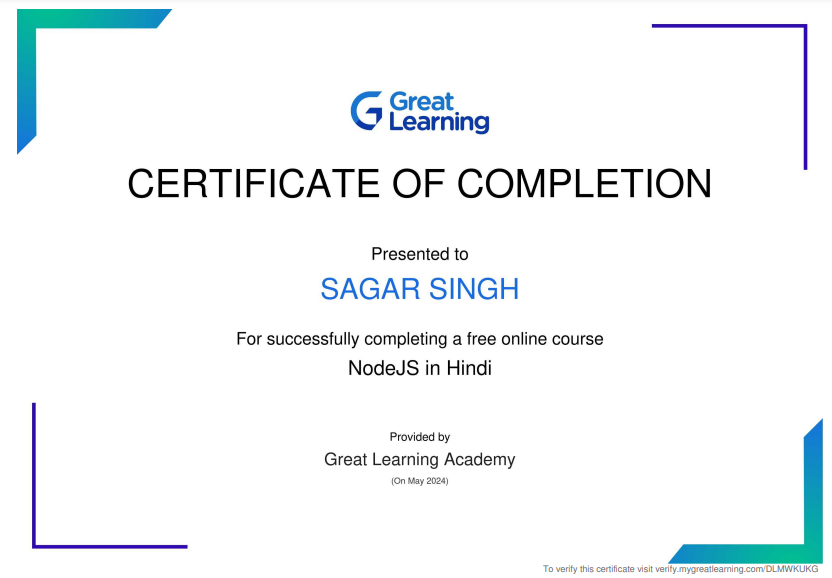 Great
Learning
CERTIFICATE OF COMPLETION
Presented to
SAGAR SINGH
For successfully completing a free online course
NodeJS in Hindi
Provided by
Great Learning Academy
(On May 2024)
To verify this certificate visit verify.mygreatlearning.com/DLMWKUKG